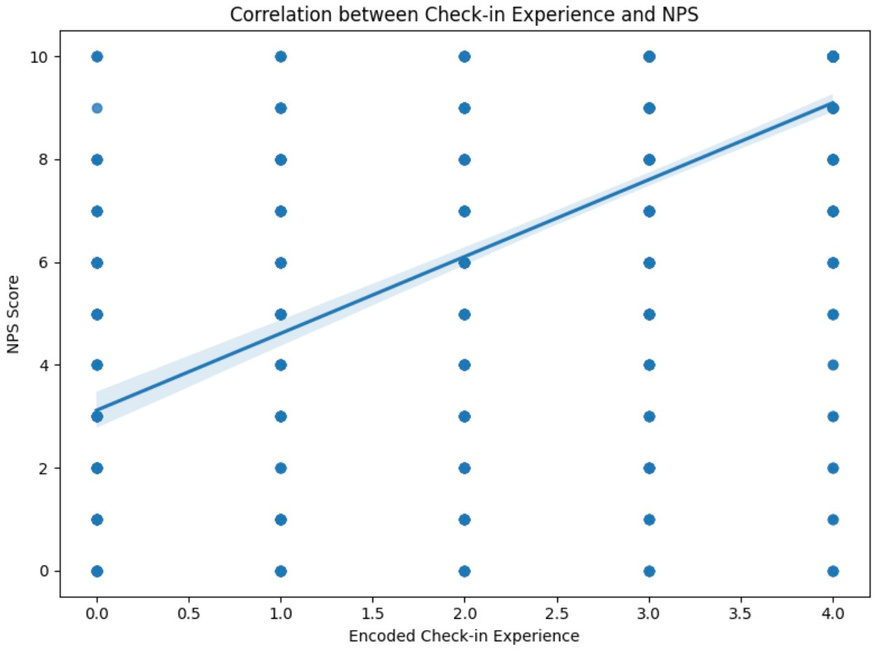 Correlation between Check-in Experience and NPS
10
8
6
4
2
0
NPS Score
0.0 0.5 1.0 1.5 2.0 2.5 3.0 3.5 4.0
Encoded Check-in Experience